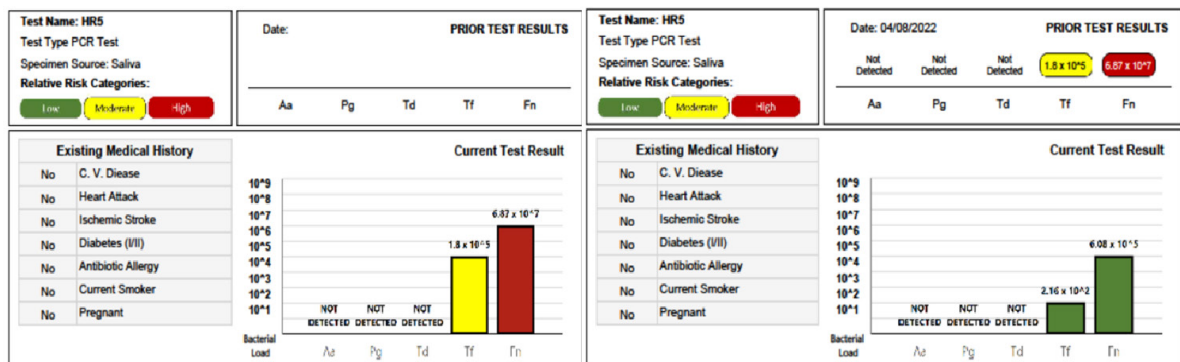 Test Name: HR5
Test Type PCR Test
Specimen Source: Saliva
Relative Risk Categories:
Low Moderate High
Date: PRIOR TEST RESULTS
Aa Pg Td Tf Fn
Existing Medical History
No C. V. Diease
No Heart Attack
No Ischemic Stroke
No Diabetes (I/II)
No Antibiotic Allergy
No Current Smoker
No Pregnant
Current Test Result
10^9
10^8
10^7
10^6
10^5
10^4
10^3
10^2
10^1
Bacterial
Load
6.87 x 10^7
1.8 x 10^5
NOT NOT NOT
DETECTED DETECTED DETECTED
Aa Pg Td Tf Fn
Test Name: HR5
Test Type PCR Test
Specimen Source: Saliva
Relative Risk Categories:
Low Moderate High
Date: 04/08/2022 PRIOR TEST RESULTS
Not Not Not
Detected Detected Detected
1.8 x 10^5 6.87x10^7
Aa Pg Td Tf Fn
Existing Medical History
No C. V. Diease
No Heart Attack
No Ischemic Stroke
No Diabetes (I/II)
No Antibiotic Allergy
No Current Smoker
No Pregnant
Current Test Result
10^9
10^8
10^7
10^6
10^5
10^4
10^3
10^2
10^1
Bacterial
Load
6.08 x 10^5
2.16 x 10^2
NOT NOT NOT
DETECTED DETECTED DETECTED
Aa Pg Td Tf Fn